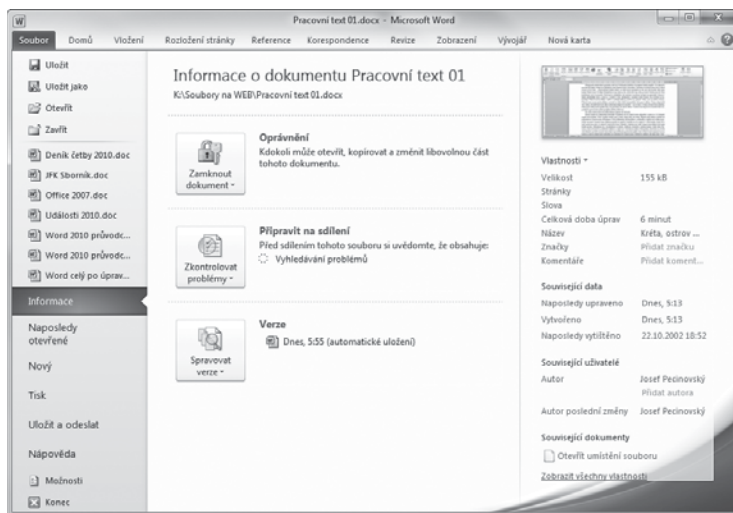 Pracovní text 01.docx - Microsoft Word
Soubor Domů Vložení Rozložení stránky Reference Korespondence Revize Zobrazení Vývojář Nová karta
Uložit
Uložit jako
Otevřít
Zavřít
Deník četby 2010.doc
JFK Sborník.doc
Office 2007.doc
Události 2010.doc
Word 2010 průvodc...
Word 2010 průvodc...
Word celý po úprav...
Informace
Naposledy
otevřené
Nový
Tisk
Uložit a odeslat
Nápověda
Možnosti
Konec
Informace o dokumentu Pracovní text 01
K:\Soubory na WEB\Pracovní text 01.docx
Zamknout
dokument
Oprávnění
Kdokoli může otevřít, kopírovat a změnit libovolnou část
tohoto dokumentu.
Zkontrolovat
problémy
Připravit na sdílení
Před sdílením tohoto souboru si uvědomte, že obsahuje:
Vyhledávání problémů
Spravovat
verze
Verze
Dnes, 5:55 (automatické uložení)
Vlastnosti
Velikost 155 kB
Stránky
Slova
Celková doba úprav 6 minut
Název Kréta, ostrov ...
Značky Přidat značku
Komentáře Přidat koment...
Související data
Naposledy upraveno Dnes, 5:13
Vytvořeno Dnes, 5:13
Naposledy vytištěno 22.10.2002 18:52
Související uživatelé
Autor Josef Pecinovský
Přidat autora
Autor poslední změny Josef Pecinovský
Související dokumenty
Otevřít umístění souboru
Zobrazit všechny vlastnosti